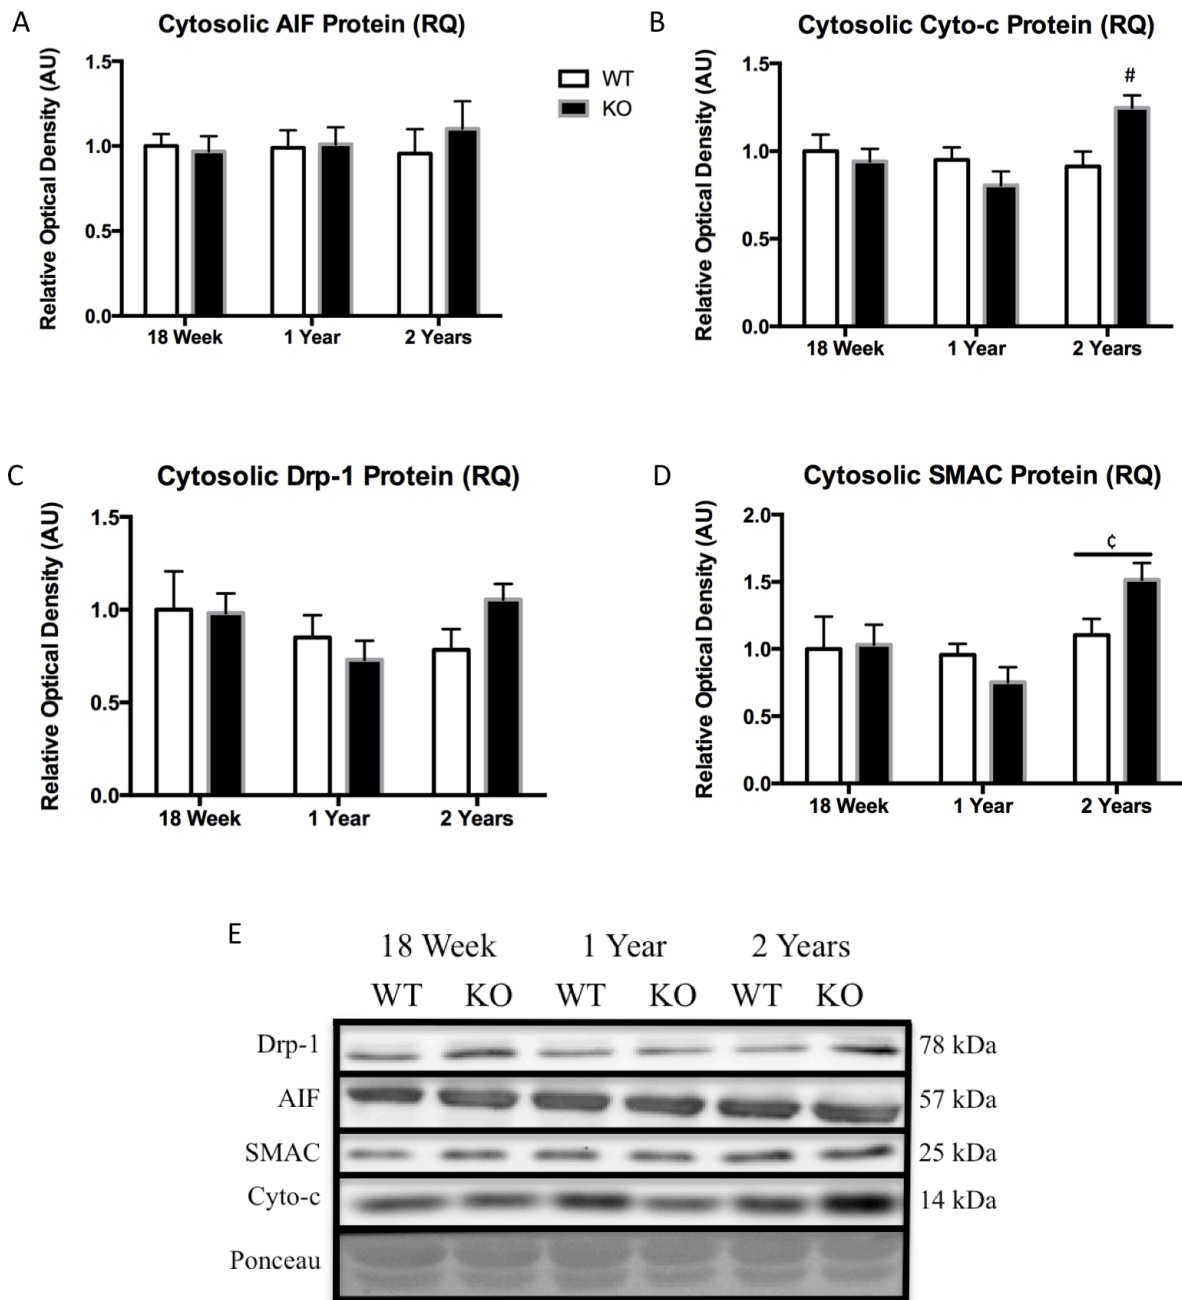 A
Cytosolic AIF Protein (RQ)
Relative Optical Density (AU)
1.5
1.0
0.5
0.0
18 Week 1 Year 2 Years
WT
KO
B
Cytosolic Cyto-c Protein (RQ)
Relative Optical Density (AU)
1.5
1.0
0.5
0.0
#
18 Week 1 Year 2 Years
C
Cytosolic Drp-1 Protein (RQ)
Relative Optical Density (AU)
1.5
1.0
0.5
0.0
18 Week 1 Year 2 Years
D
Cytosolic SMAC Protein (RQ)
Relative Optical Density (AU)
2.0
1.5
1.0
0.5
0.0
¢
18 Week 1 Year 2 Years
E
18 Week 1 Year 2 Years
WT KO WT KO WT KO
Drp-1 78 kDa
AIF 57 kDa
SMAC 25 kDa
Cyto-c 14 kDa
Ponceau